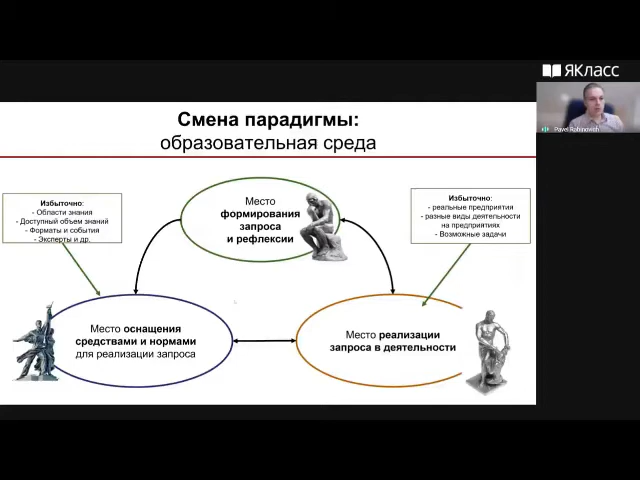 ЯКласс
Pavel Rabinovich
Смена парадигмы:
образовательная среда
Избыточно:
- Области знания
- Доступный объем знаний
- Форматы и события
- Эксперты и др.
Место
формирования
запроса
и рефлексии
Избыточно:
- реальные предприятия
- разные виды деятельности
на предприятиях
- Возможные задачи
Место оснащения
средствами и нормами
для реализации запроса
Место реализации
запроса в деятельности